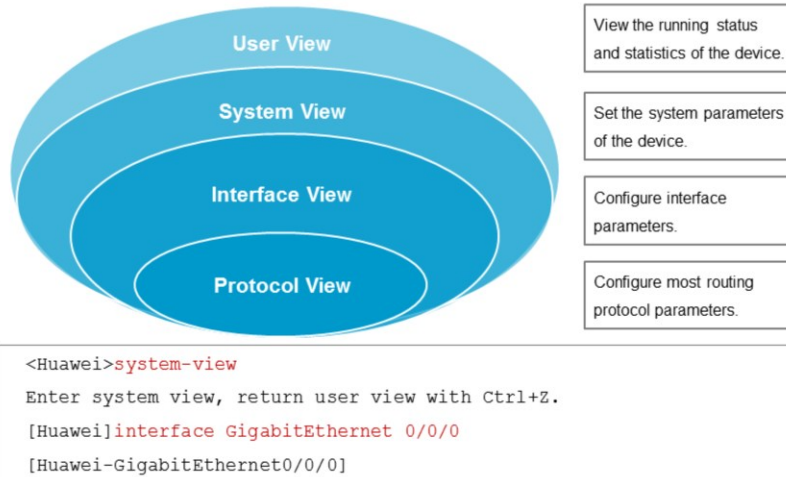 User View
View the running status
and statistics of the device.
System View
Set the system parameters
of the device.
Interface View
Configure interface
parameters.
Protocol View
Configure most routing
protocol parameters.
<Huawei>system-view
Enter system view, return user view with Ctrl+Z.
[Huawei]interface GigabitEthernet 0/0/0
[Huawei-GigabitEthernet0/0/0]